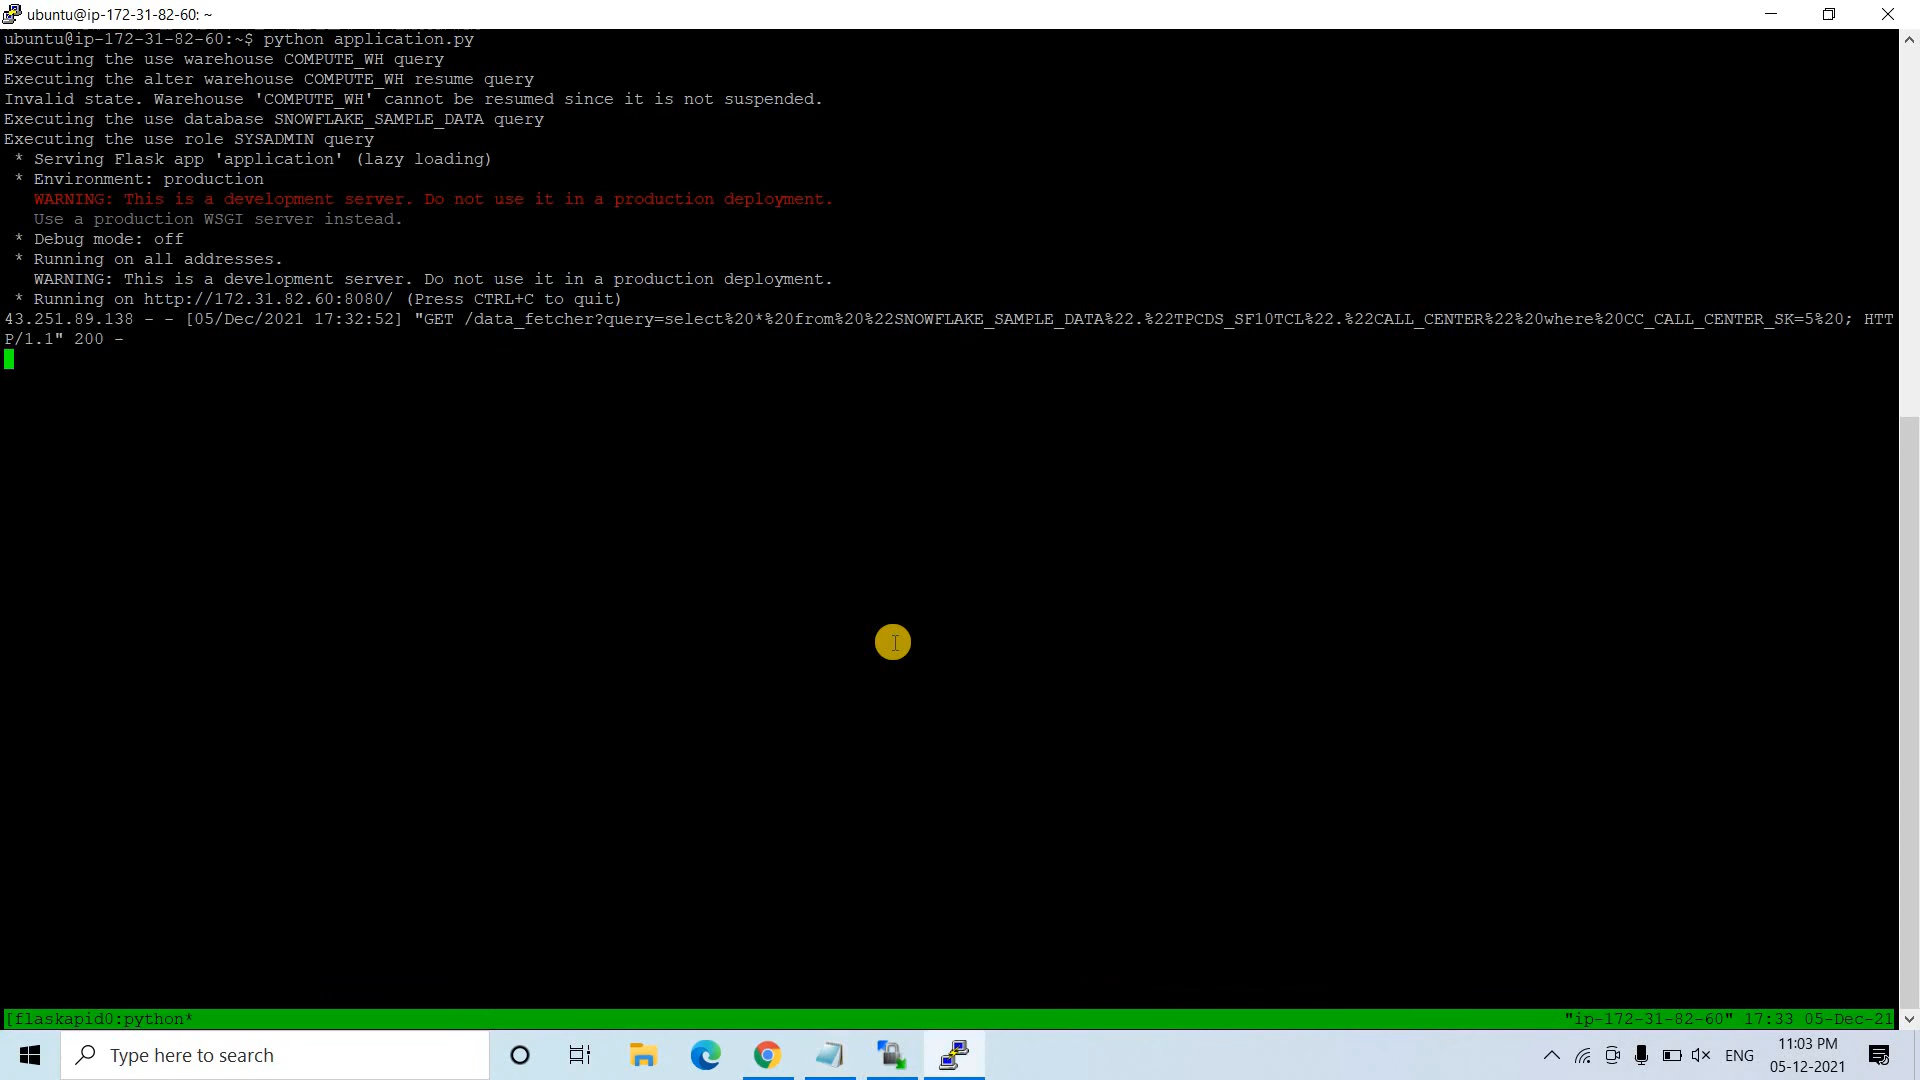 ubuntu@ip-172-31-82-60: ~
ubuntu@ip-172-31-82-60:~$ python application.py
Executing the use warehouse COMPUTE_WH query
Executing the alter warehouse COMPUTE_WH resume query
Invalid state. Warehouse 'COMPUTE_WH' cannot be resumed since it is not suspended.
Executing the use database SNOWFLAKE_SAMPLE_DATA query
Executing the use role SYSADMIN query
* Serving Flask app 'application' (lazy loading)
* Environment: production
WARNING: This is a development server. Do not use it in a production deployment.
Use a production WSGI server instead.
* Debug mode: off
* Running on all addresses.
WARNING: This is a development server. Do not use it in a production deployment.
* Running on http://172.31.82.60:8080/ (Press CTRL+C to quit)
43.251.89.138 - - [05/Dec/2021 17:32:52] "GET /data_fetcher?query=select%20*%20from%20%22SNOWFLAKE_SAMPLE_DATA%22.%22TPCDS_SF10TCL%22.%22CALL_CENTER%22%20where%20CC_CALL_CENTER_SK=5%20; HTT
P/1.1" 200 -
[flaskapid0:python* "ip-172-31-82-60" 17:33 05-Dec-21
Type here to search
ENG
11:03 PM
05-12-2021